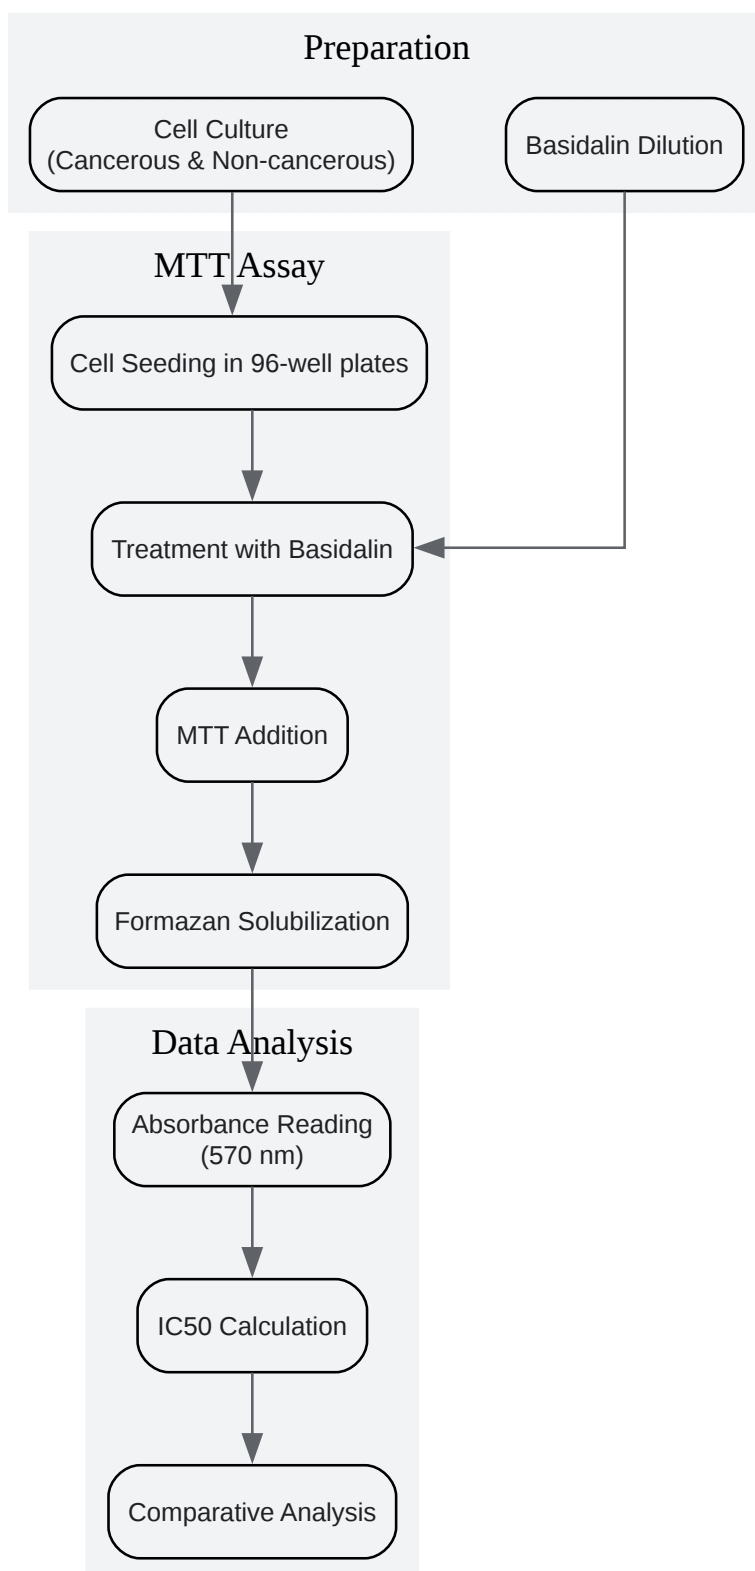 Preparation
Cell Culture
(Cancerous & Non-cancerous)
Basidalin Dilution
MTT Assay
Cell Seeding in 96-well plates
Treatment with Basidalin
MTT Addition
Formazan Solubilization
Data Analysis
Absorbance Reading
(570 nm)
IC50 Calculation
Comparative Analysis